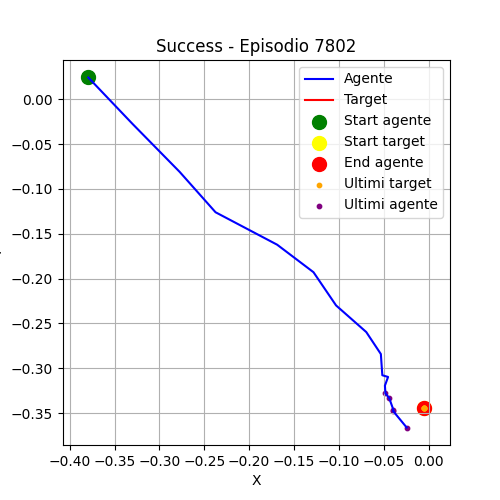 Success - Episodio 7802
Agente
Target
Start agente
Start target
End agente
Ultimi target
Ultimi agente
0.00
−0.05
−0.10
−0.15
−0.20
−0.25
−0.30
−0.35
−0.40 −0.35 −0.30 −0.25 −0.20 −0.15 −0.10 −0.05 0.00
X